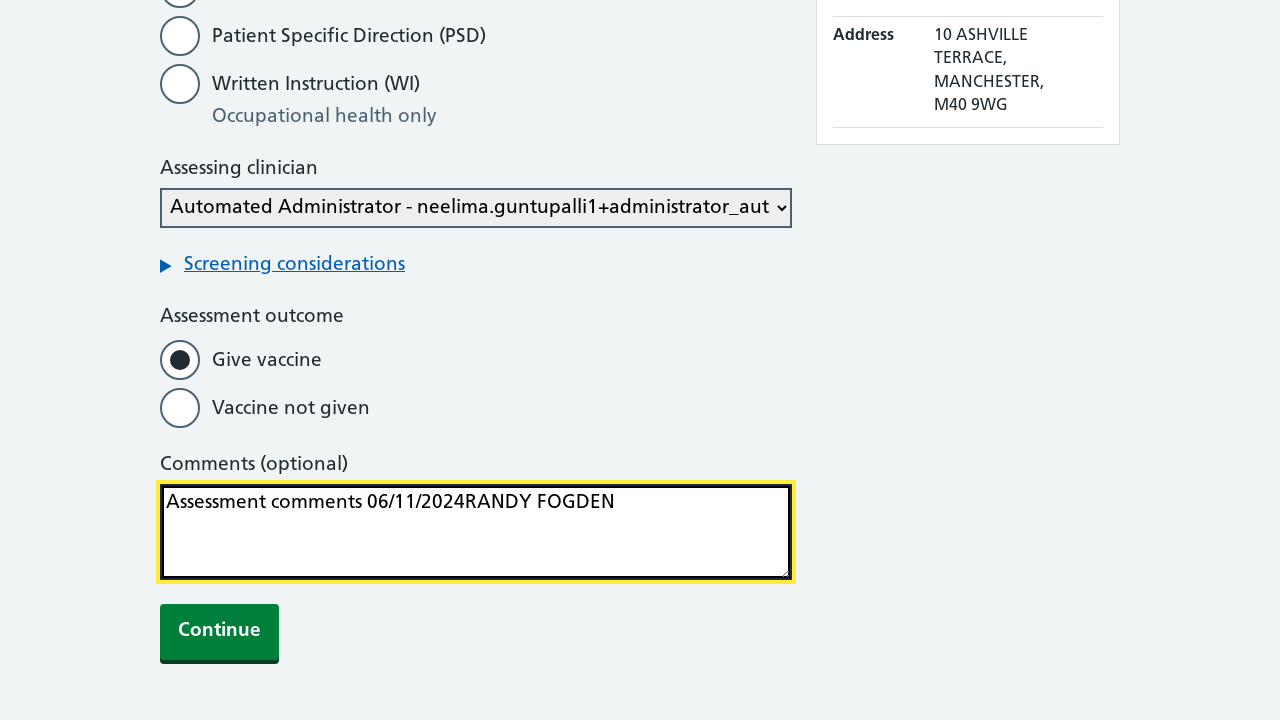 Patient Specific Direction (PSD)
Written Instruction (WI)
Occupational health only
Assessing clinician
Automated Administrator - neelima.guntupalli1+administrator_aut
Screening considerations
Assessment outcome
Give vaccine
Vaccine not given
Comments (optional)
Assessment comments 06/11/2024RANDY FOGDEN
Continue
Address
10 ASHVILLE
TERRACE,
MANCHESTER,
M40 9WG